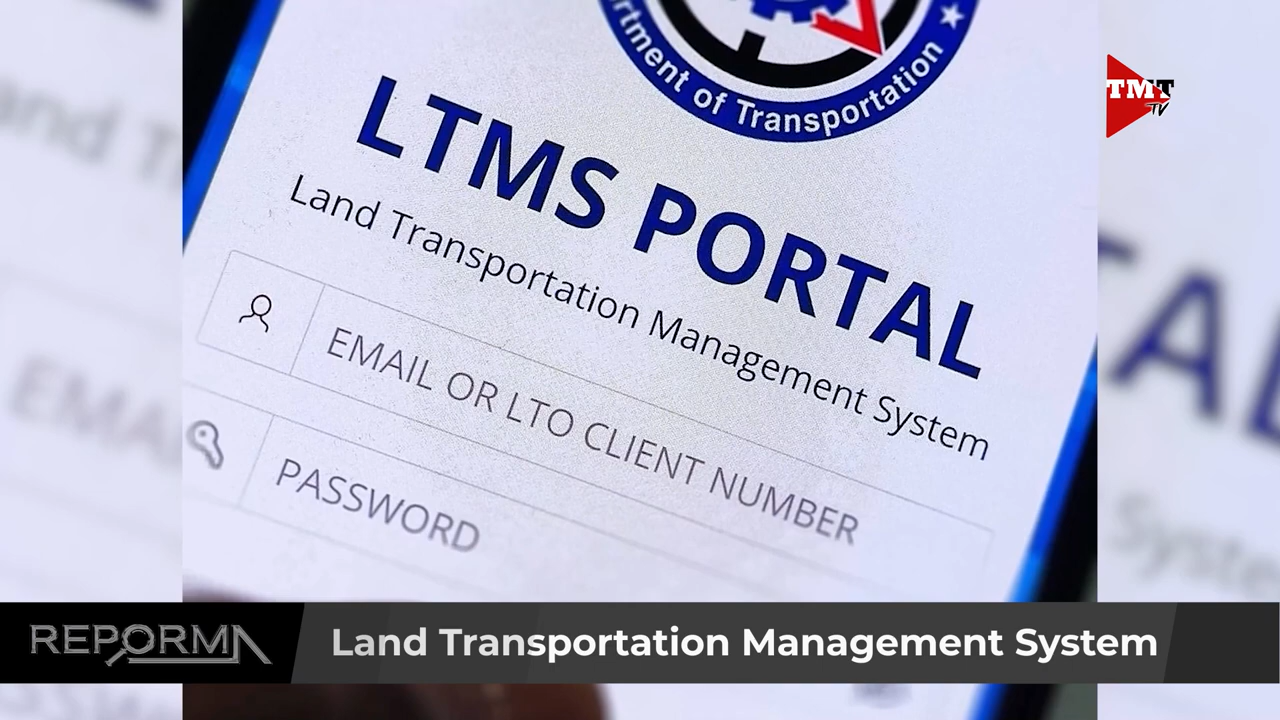 Department of Transportation ★
TMT
TV
LTMS PORTAL
Land Transportation Management System
EMAIL OR LTO CLIENT NUMBER
PASSWORD
REPORMA
Land Transportation Management System